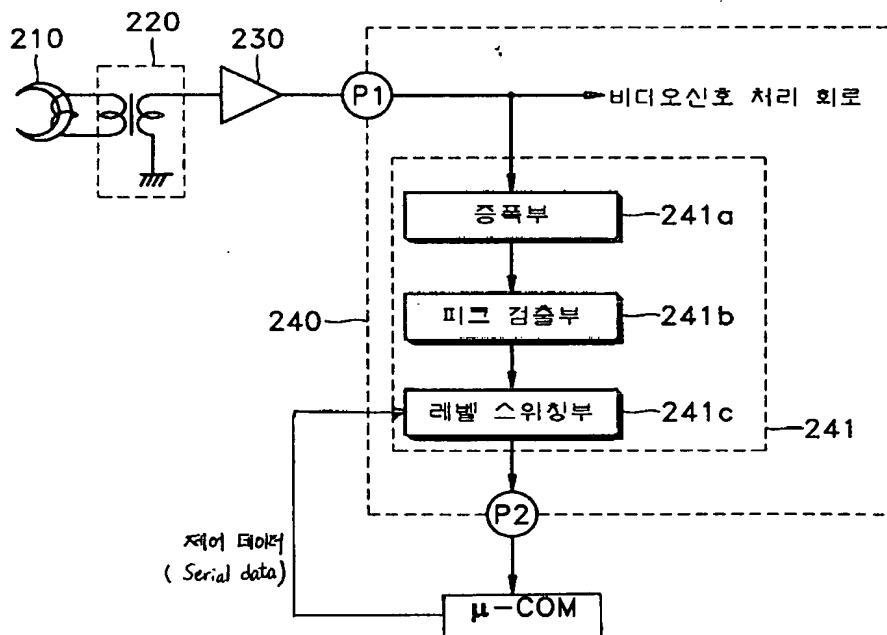 210
220
230
P1
비디오신호 처리 회로
증폭부
241a
240
피크 검출부
241b
레벨 스위칭부
241c
241
P2
제어 데이터
( Serial data)
μ-COM